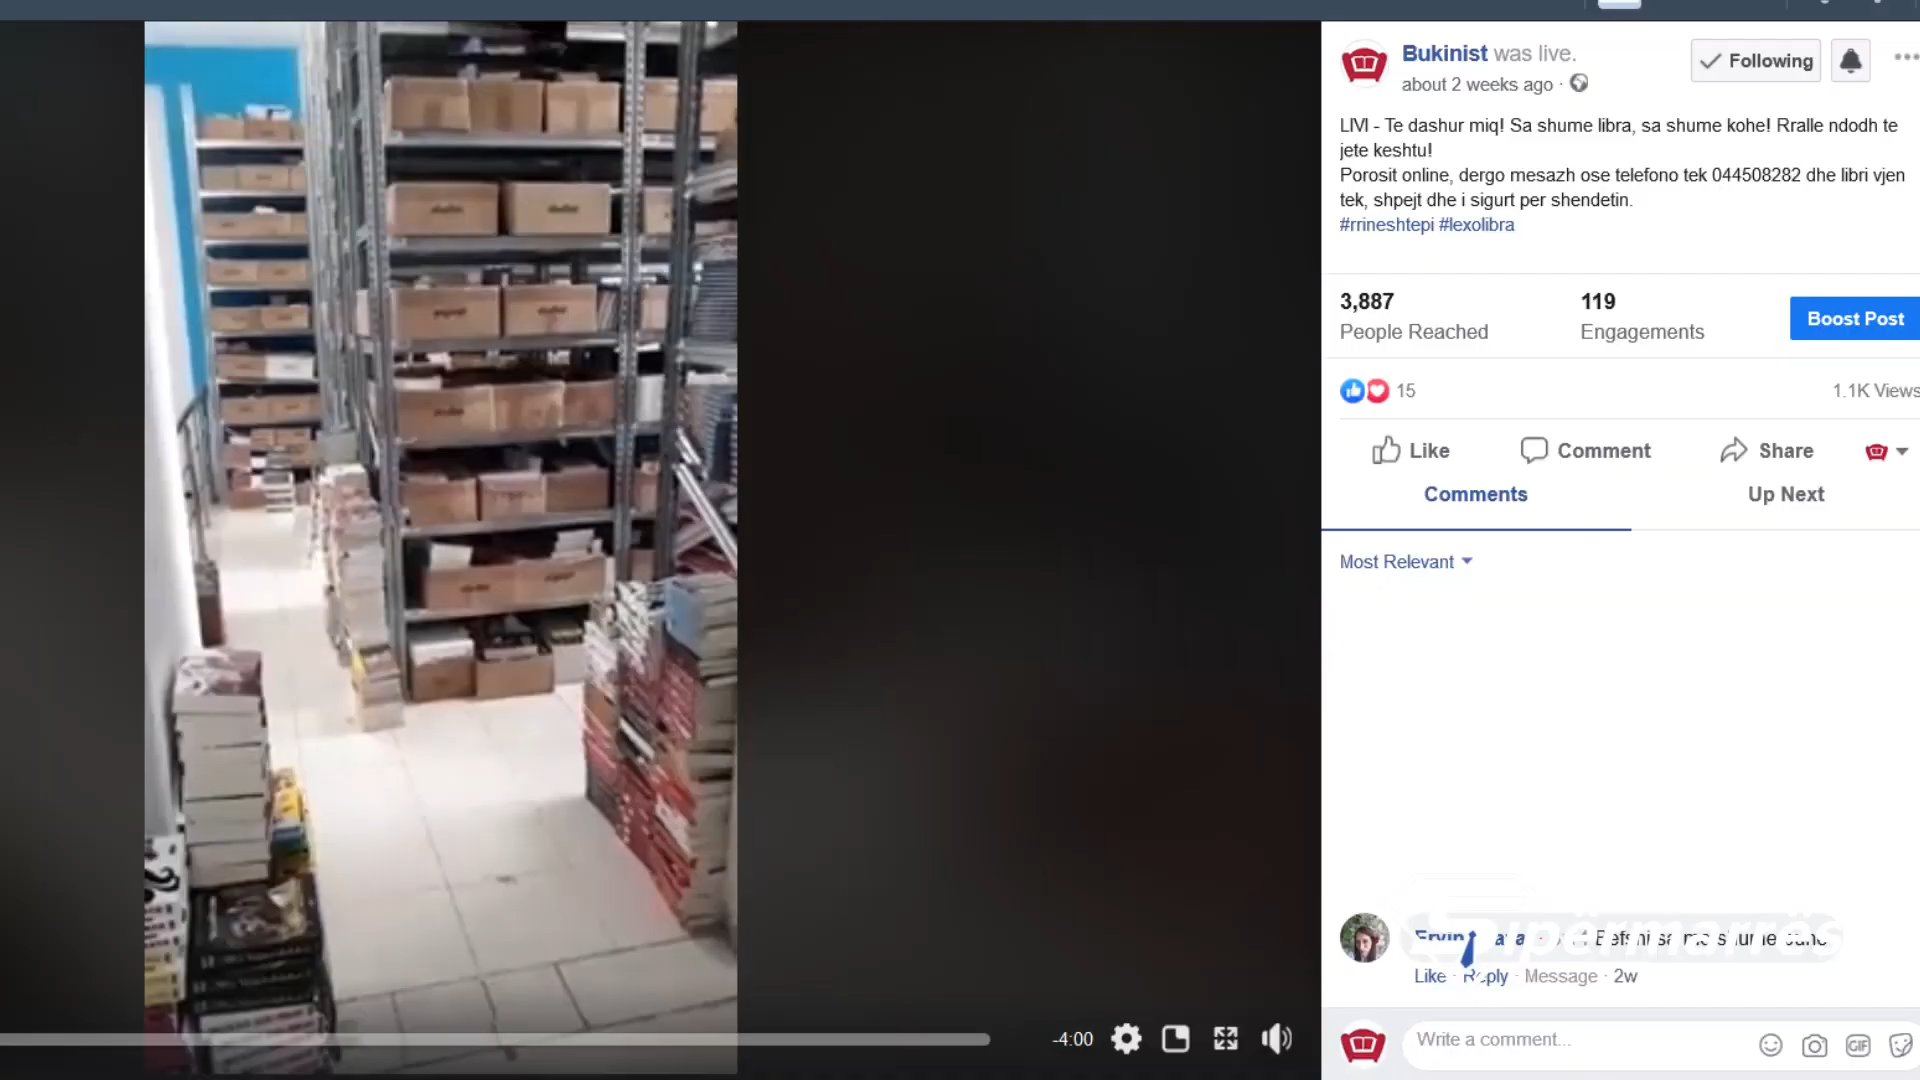 Bukinist was live.
Following
about 2 weeks ago ·
LIVI - Te dashur miq! Sa shume libra, sa shume kohe! Rralle ndodh te
jete keshtu!
Porosit online, dergo mesazh ose telefono tek 044508282 dhe libri vjen
tek, shpejt dhe i sigurt per shendetin.
#rrineshtepi #lexolibra
3,887
119
People Reached
Engagements
Boost Post
15
1.1K Views
Like
Comment
Share
Comments
Up Next
Most Relevant
Like · Reply · Message · 2w
-4:00
Write a comment...
GIF